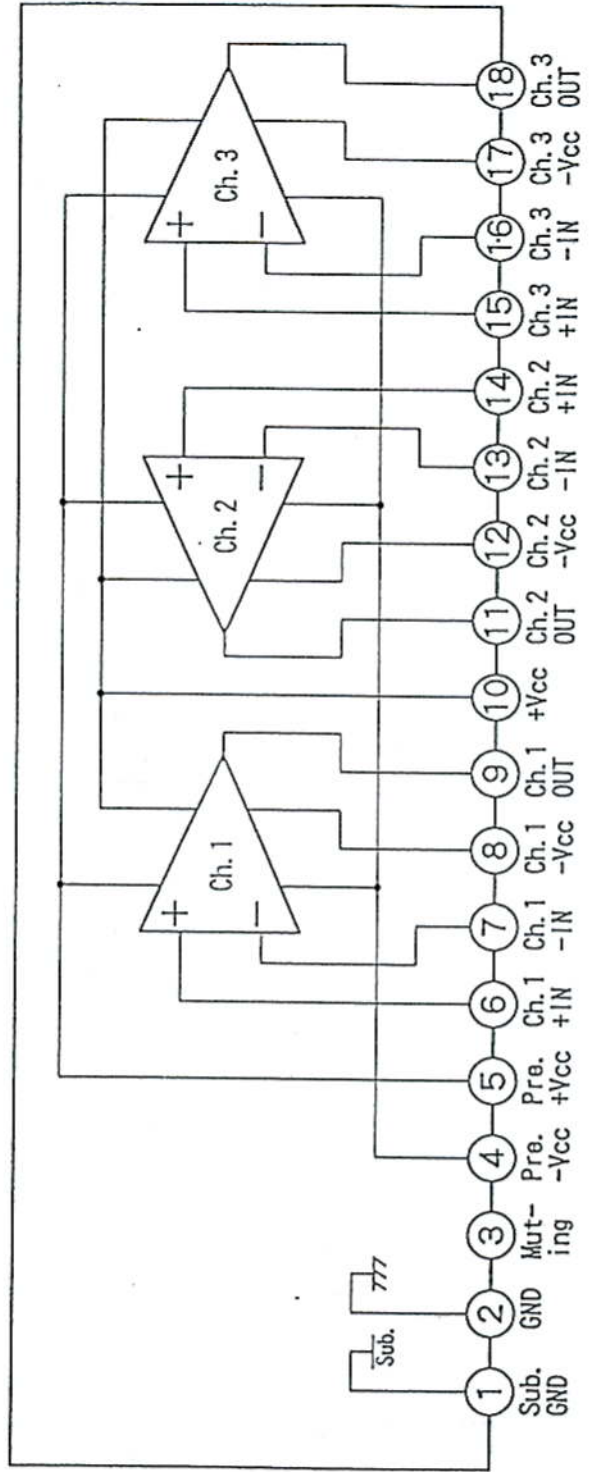 Ch. 1
Ch. 2
Ch. 3
+
−
+
−
+
−
Sub.
1
2
3
4
5
6
7
8
9
10
11
12
13
14
15
16
17
18
Sub.
GND
GND
Mut-
ing
Pre.
-Vcc
Pre.
+Vcc
Ch. 1
+IN
Ch. 1
-IN
Ch. 1
-Vcc
Ch. 1
OUT
+Vcc
Ch. 2
OUT
Ch. 2
-Vcc
Ch. 2
-IN
Ch. 2
+IN
Ch. 3
+IN
Ch. 3
-IN
Ch. 3
-Vcc
Ch. 3
OUT